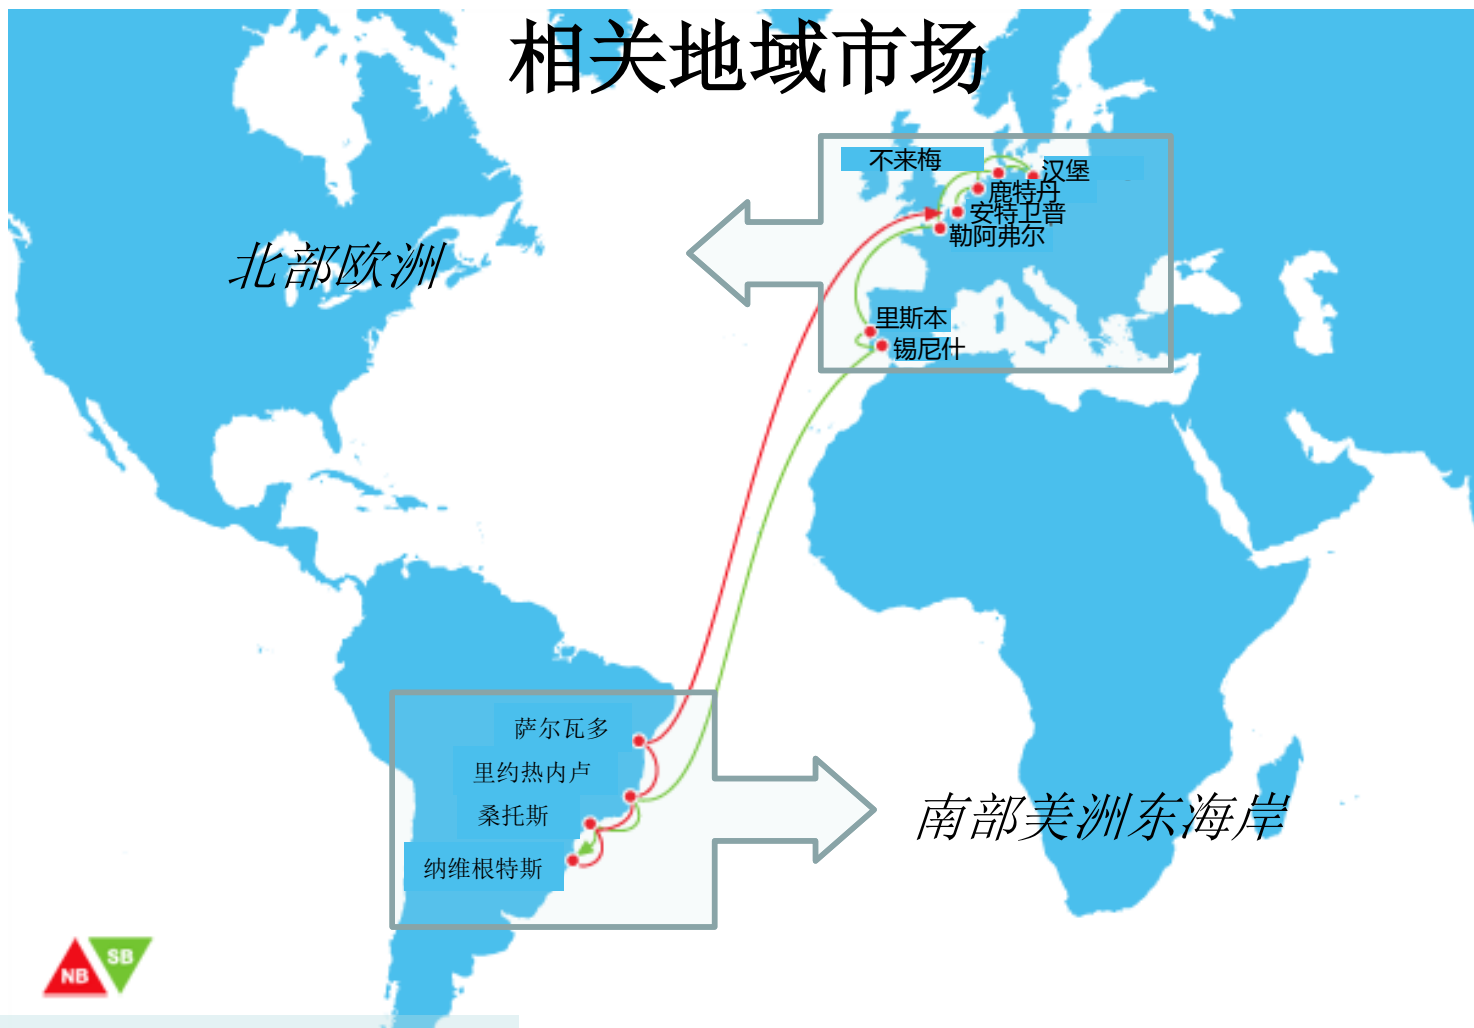 相关地域市场
不来梅
汉堡
鹿特丹
安特卫普
勒阿弗尔
北部欧洲
里斯本
锡尼什
萨尔瓦多
里约热内卢
桑托斯
南部美洲东海岸
纳维根特斯
SB
NB